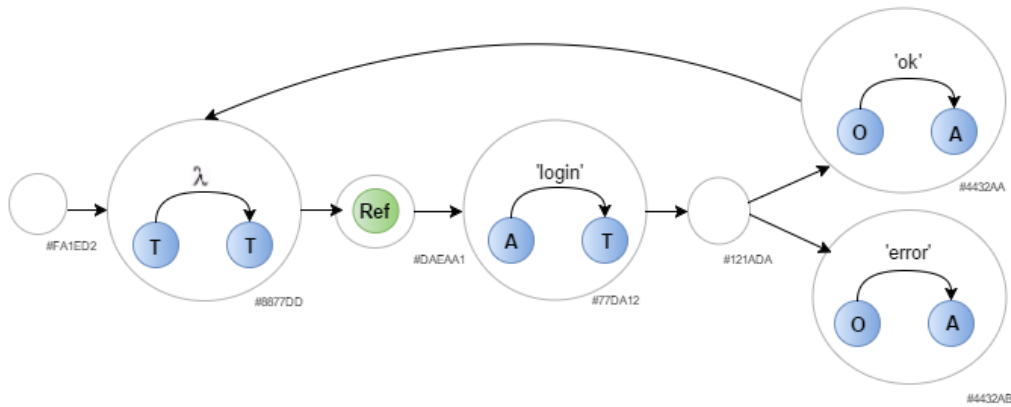 'ok'
O
A
#4432AA
λ
T
T
#8877DD
#FA1ED2
Ref
#DAEAA1
'login'
A
T
#77DA12
#121ADA
'error'
O
A
#4432AB